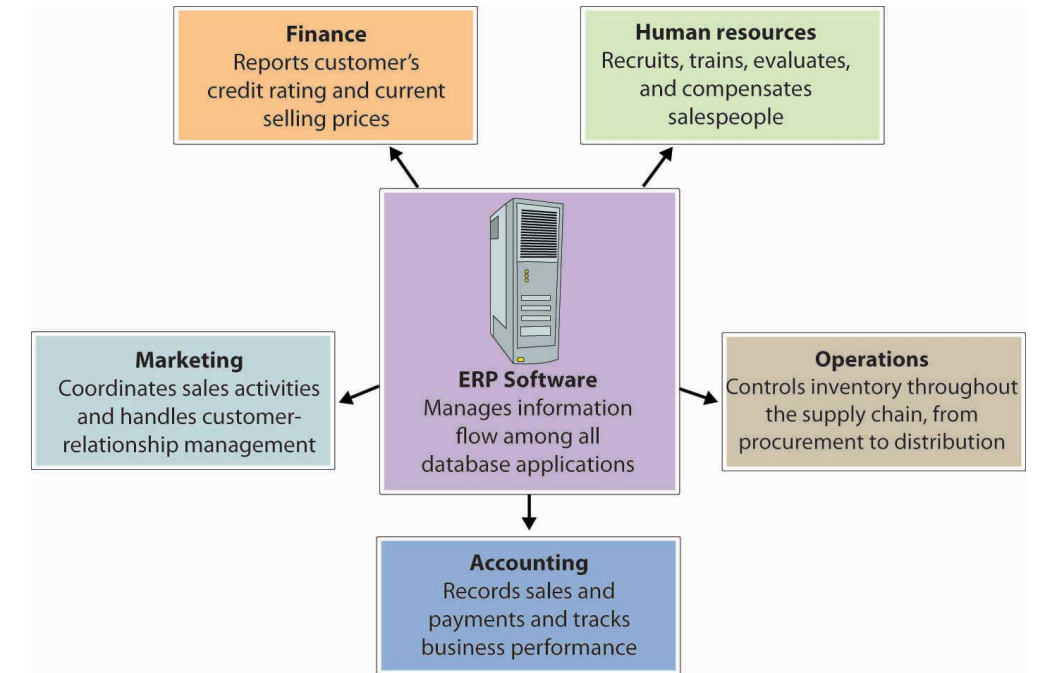 Finance
Reports customer's
credit rating and current
selling prices
Human resources
Recruits, trains, evaluates,
and compensates
salespeople
Marketing
Coordinates sales activities
and handles customer-
relationship management
ERP Software
Manages information
flow among all
database applications
Operations
Controls inventory throughout
the supply chain, from
procurement to distribution
Accounting
Records sales and
payments and tracks
business performance